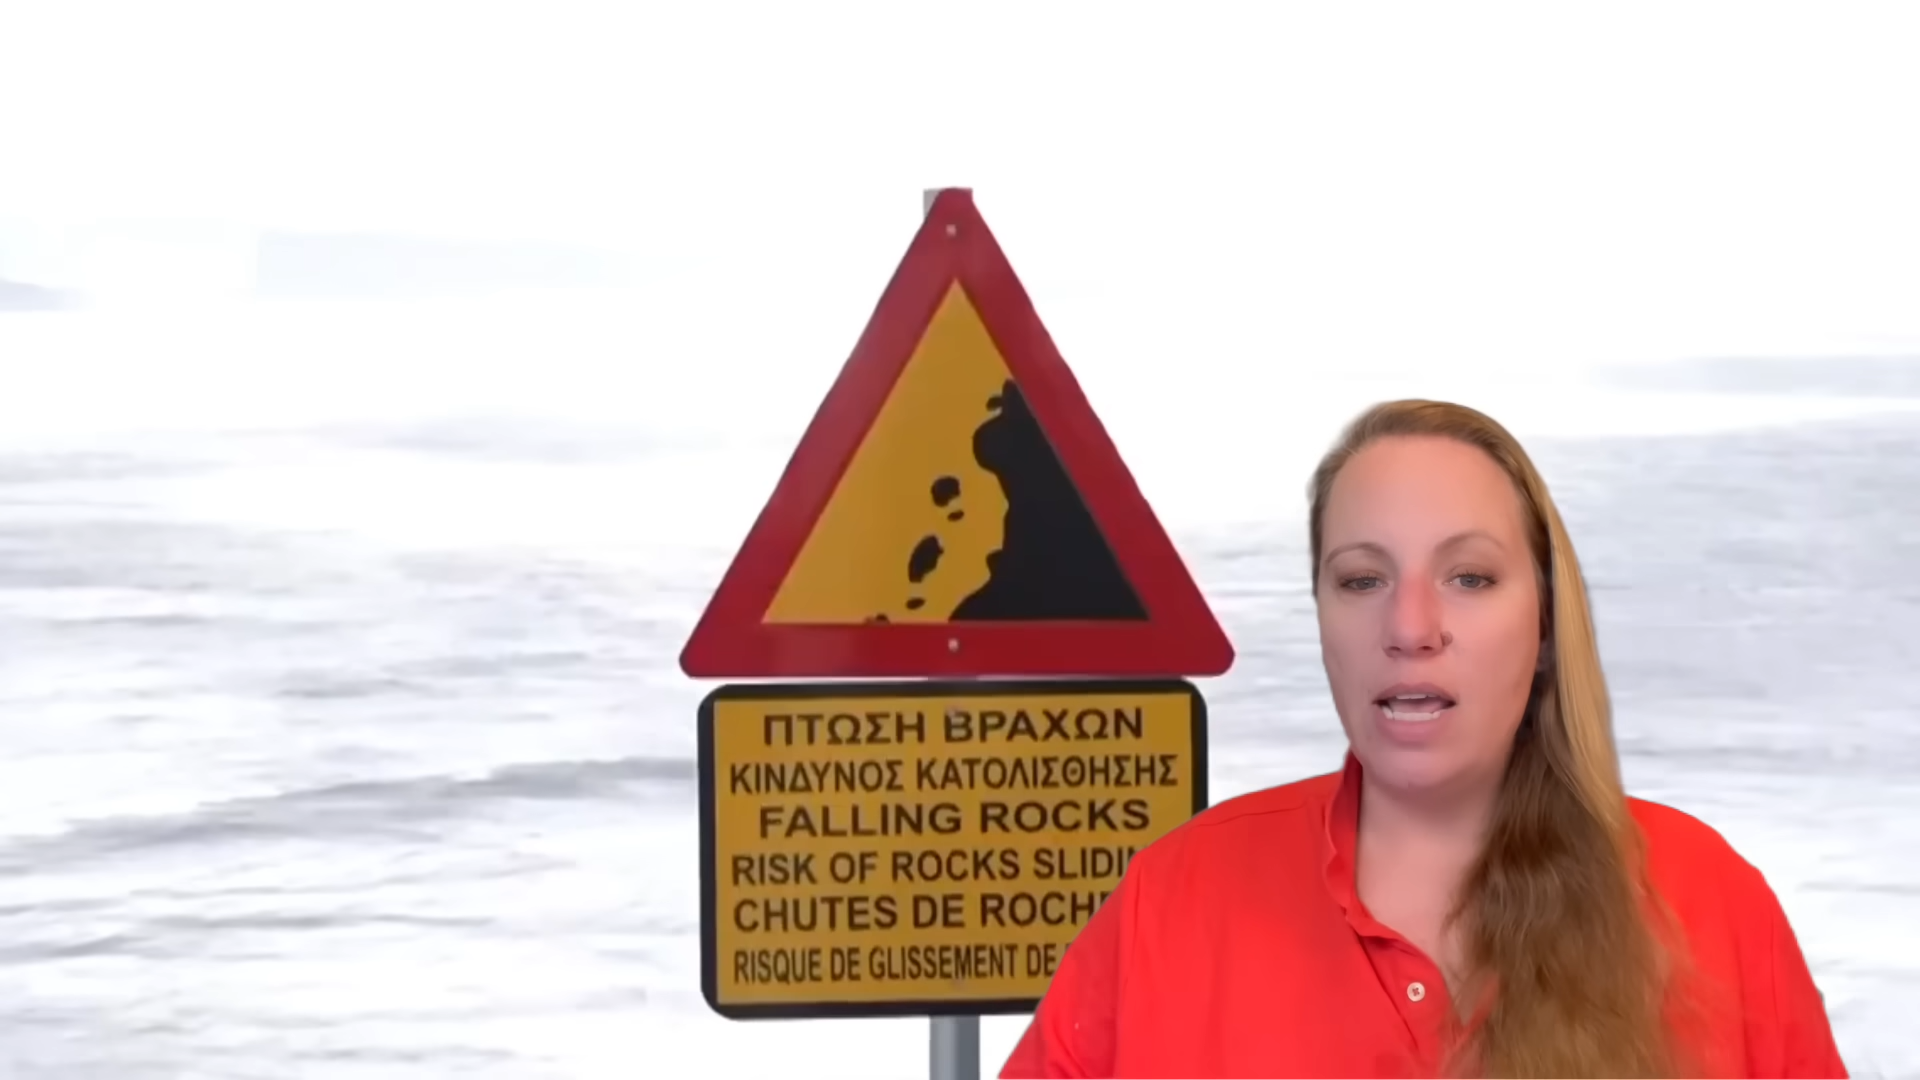 ΠΤΩΣΗ ΒΡΑΧΩΝ
ΚΙΝΔΥΝΟΣ ΚΑΤΟΛΙΣΘΗΣΗΣ
FALLING ROCKS
RISK OF ROCKS
CHUTES DE
RISQUE DE GLISSEMENT DE